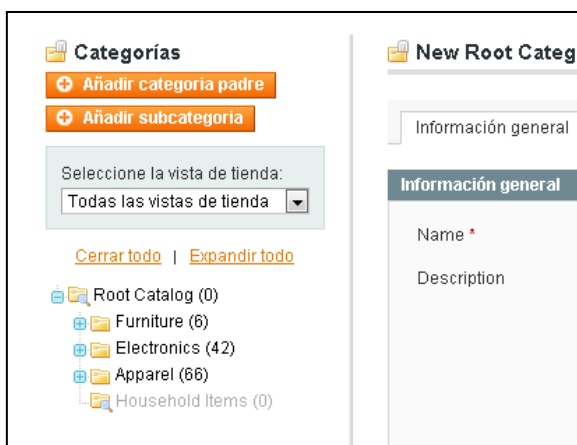 Categorías
Añadir categoria padre
Añadir subcategoria
Seleccione la vista de tienda:
Todas las vistas de tienda
Cerrar todo | Expandir todo
Root Catalog (0)
Furniture (6)
Electronics (42)
Apparel (66)
Household Items (0)
New Root Categ
Información general
Información general
Name *
Description